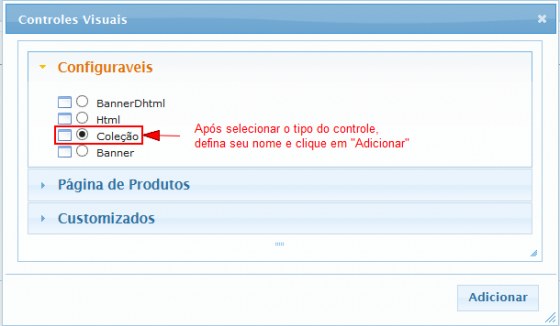 Controles Visuais
Configuraveis
BannerDhtml
Html
Coleção
Banner
Após selecionar o tipo do controle,
defina seu nome e clique em "Adicionar"
Página de Produtos
Customizados
Adicionar